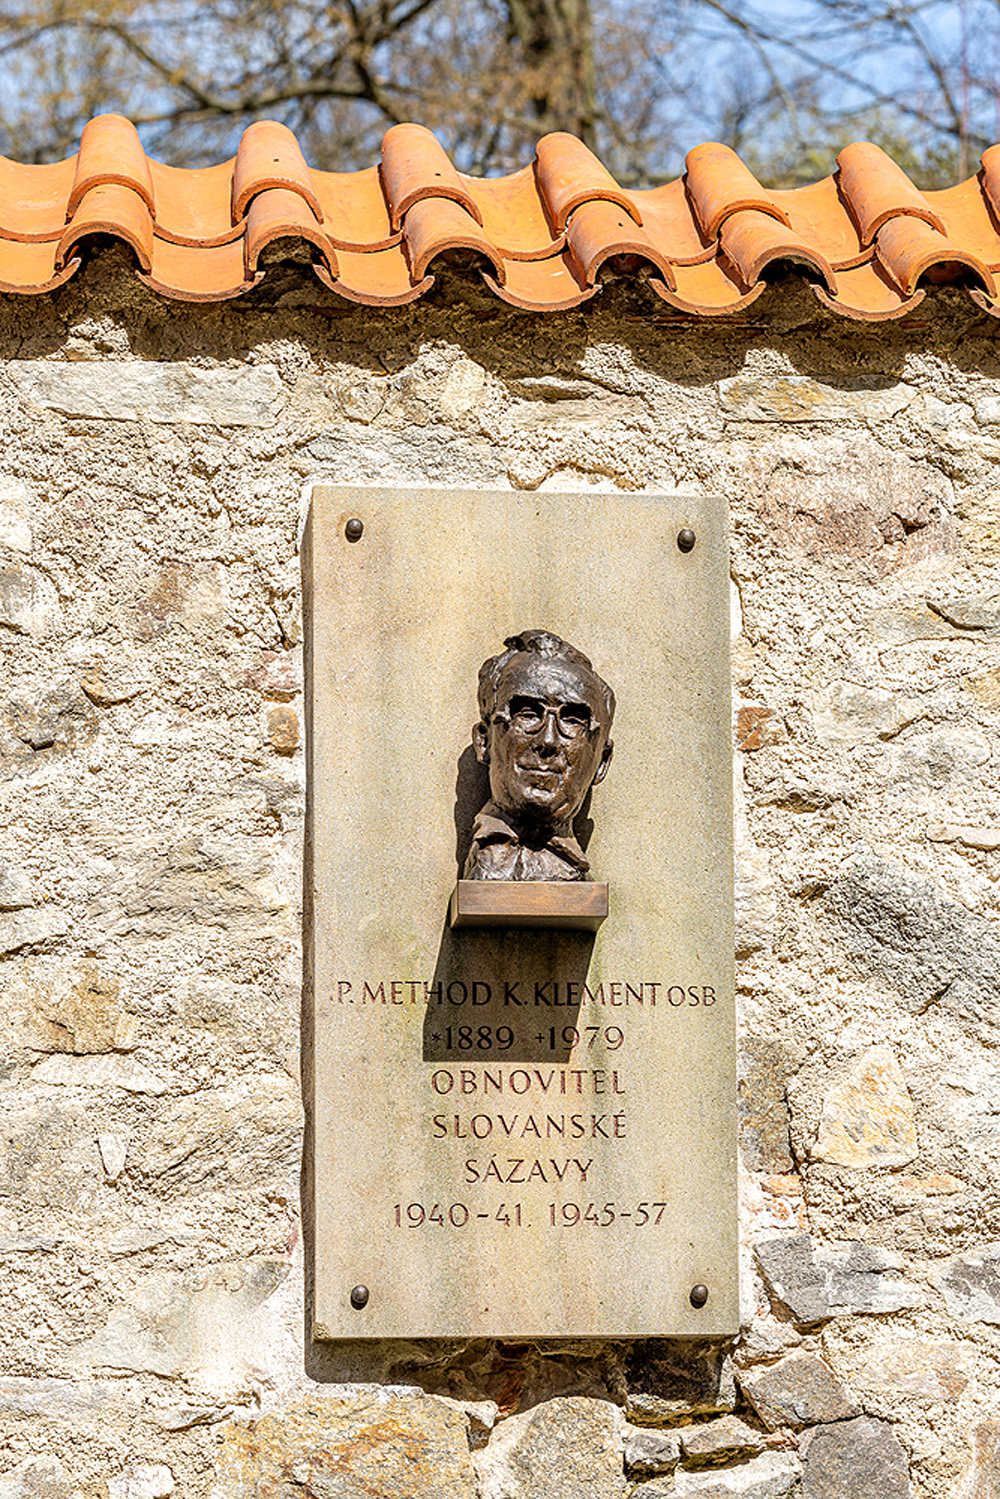 P. METHOD K. KLEMENT OSB
*1889 +1979
OBNOVITEL
SLOVANSKÉ
SÁZAVY
1940-41. 1945-57